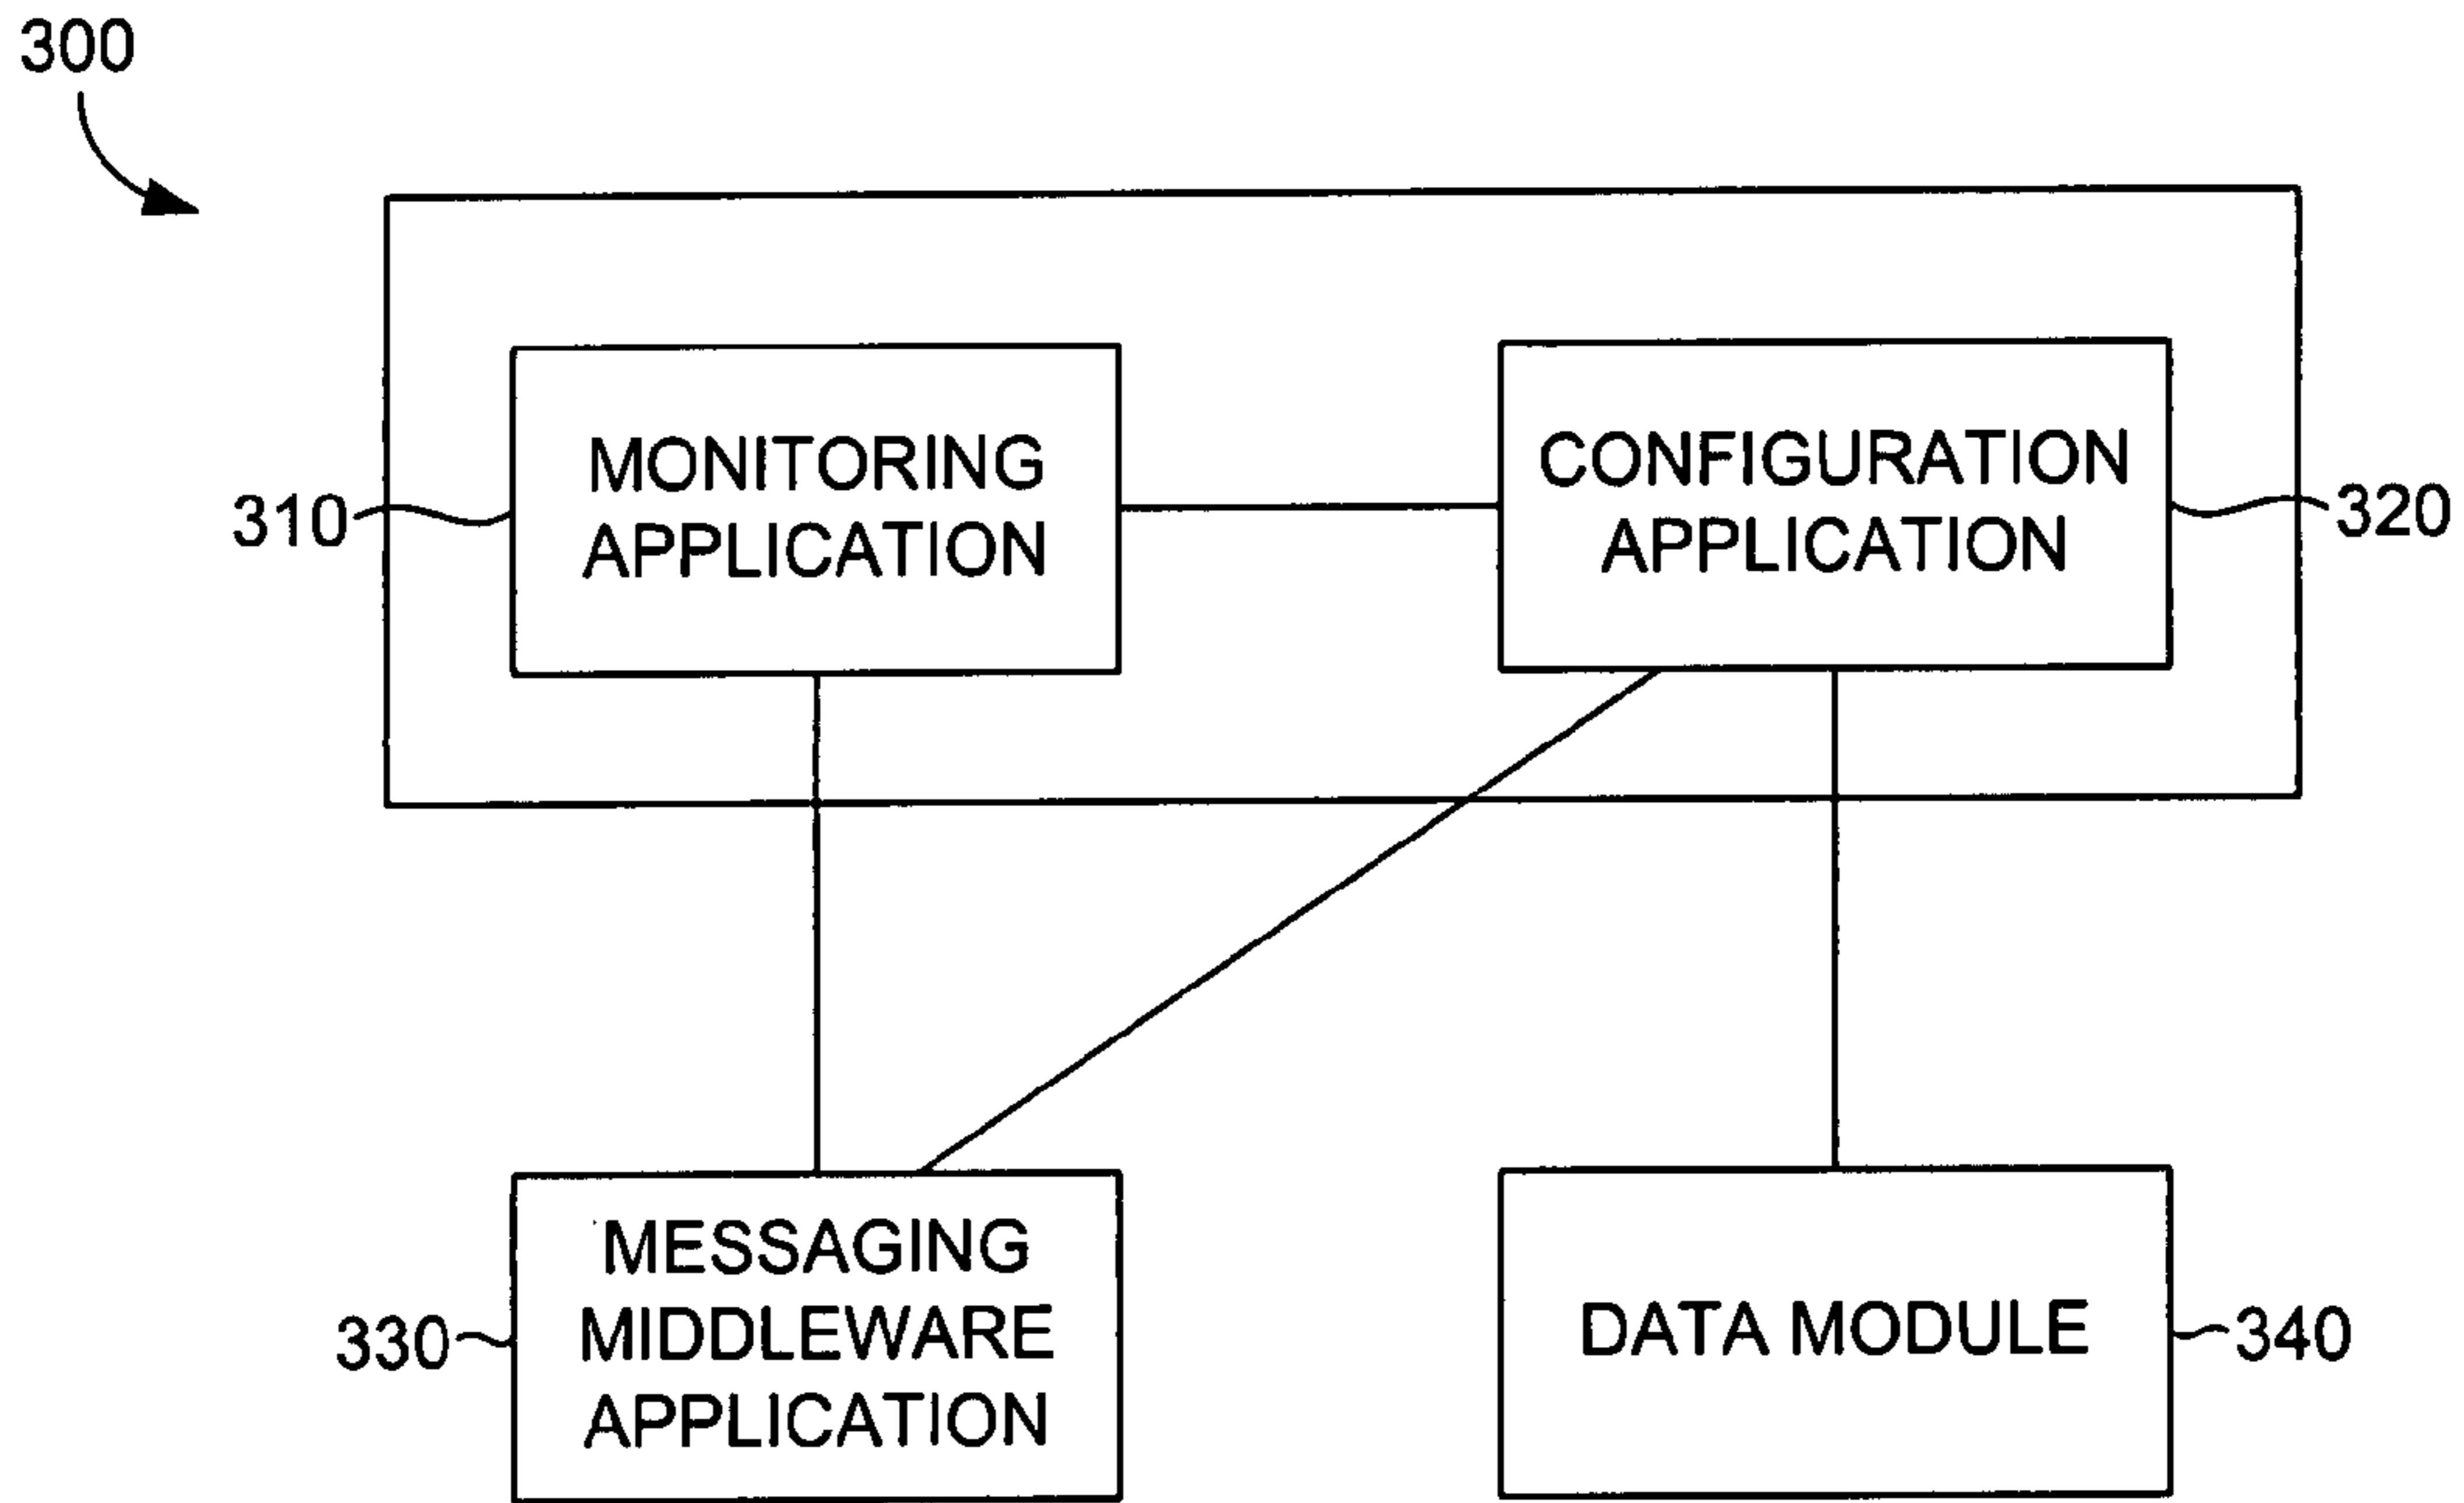 300
MONITORING
APPLICATION
310
CONFIGURATION
APPLICATION
320
MESSAGING
MIDDLEWARE
APPLICATION
330
DATA MODULE
340